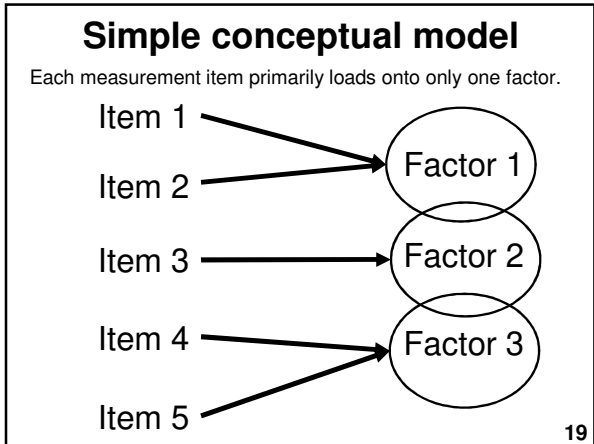 Simple conceptual model
Each measurement item primarily loads onto only one factor.
Item 1
Factor 1
Item 2
Item 3
Factor 2
Item 4
Factor 3
Item 5
19